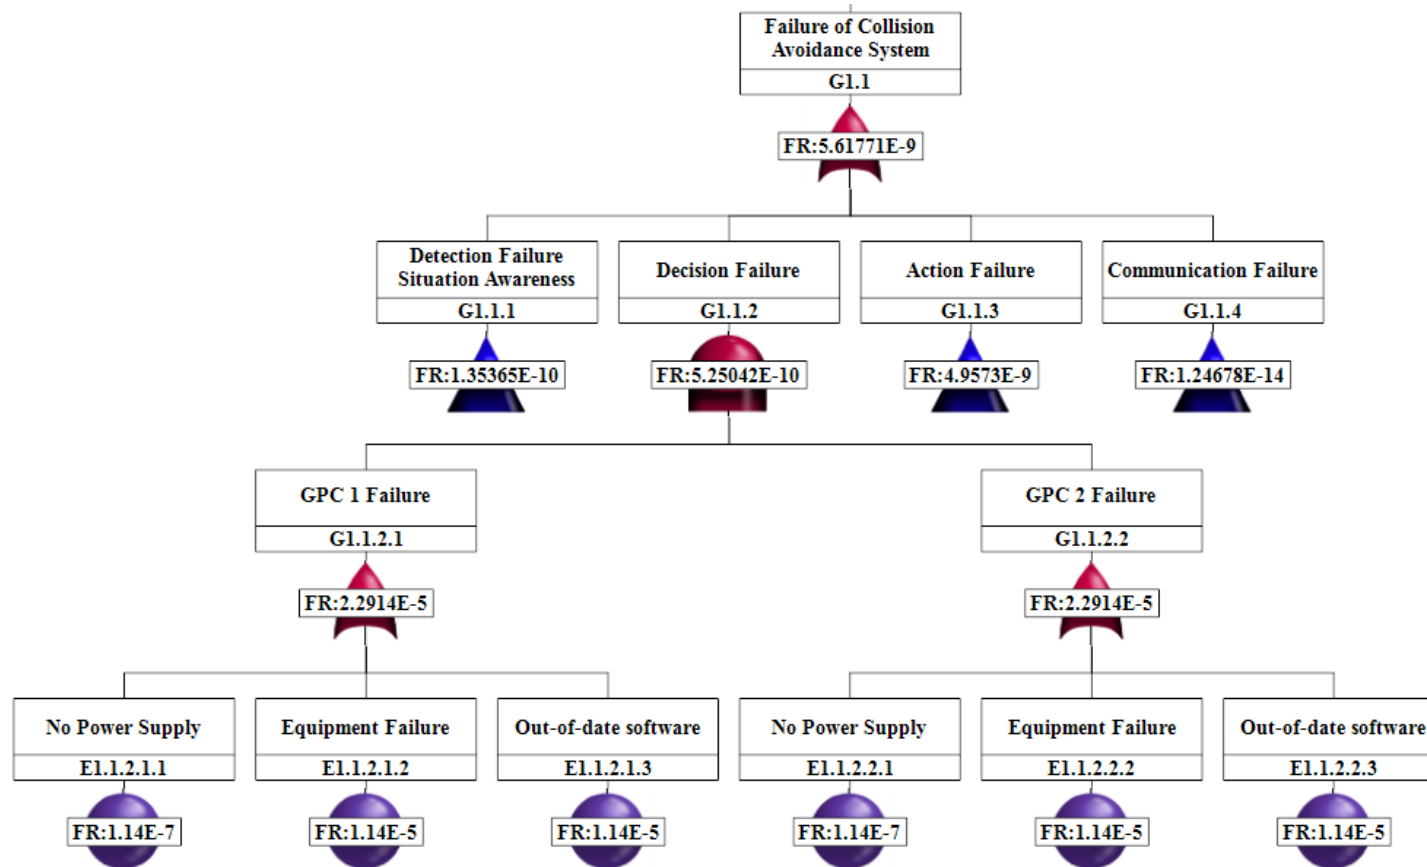 Failure of Collision
Avoidance System
G1.1
FR:5.61771E-9
Detection Failure
Situation Awareness
G1.1.1
FR:1.35365E-10
Decision Failure
G1.1.2
FR:5.25042E-10
Action Failure
G1.1.3
FR:4.9573E-9
Communication Failure
G1.1.4
FR:1.24678E-14
GPC 1 Failure
G1.1.2.1
FR:2.2914E-5
GPC 2 Failure
G1.1.2.2
FR:2.2914E-5
No Power Supply
E1.1.2.1.1
FR:1.14E-7
Equipment Failure
E1.1.2.1.2
FR:1.14E-5
Out-of-date software
E1.1.2.1.3
FR:1.14E-5
No Power Supply
E1.1.2.2.1
FR:1.14E-7
Equipment Failure
E1.1.2.2.2
FR:1.14E-5
Out-of-date software
E1.1.2.2.3
FR:1.14E-5